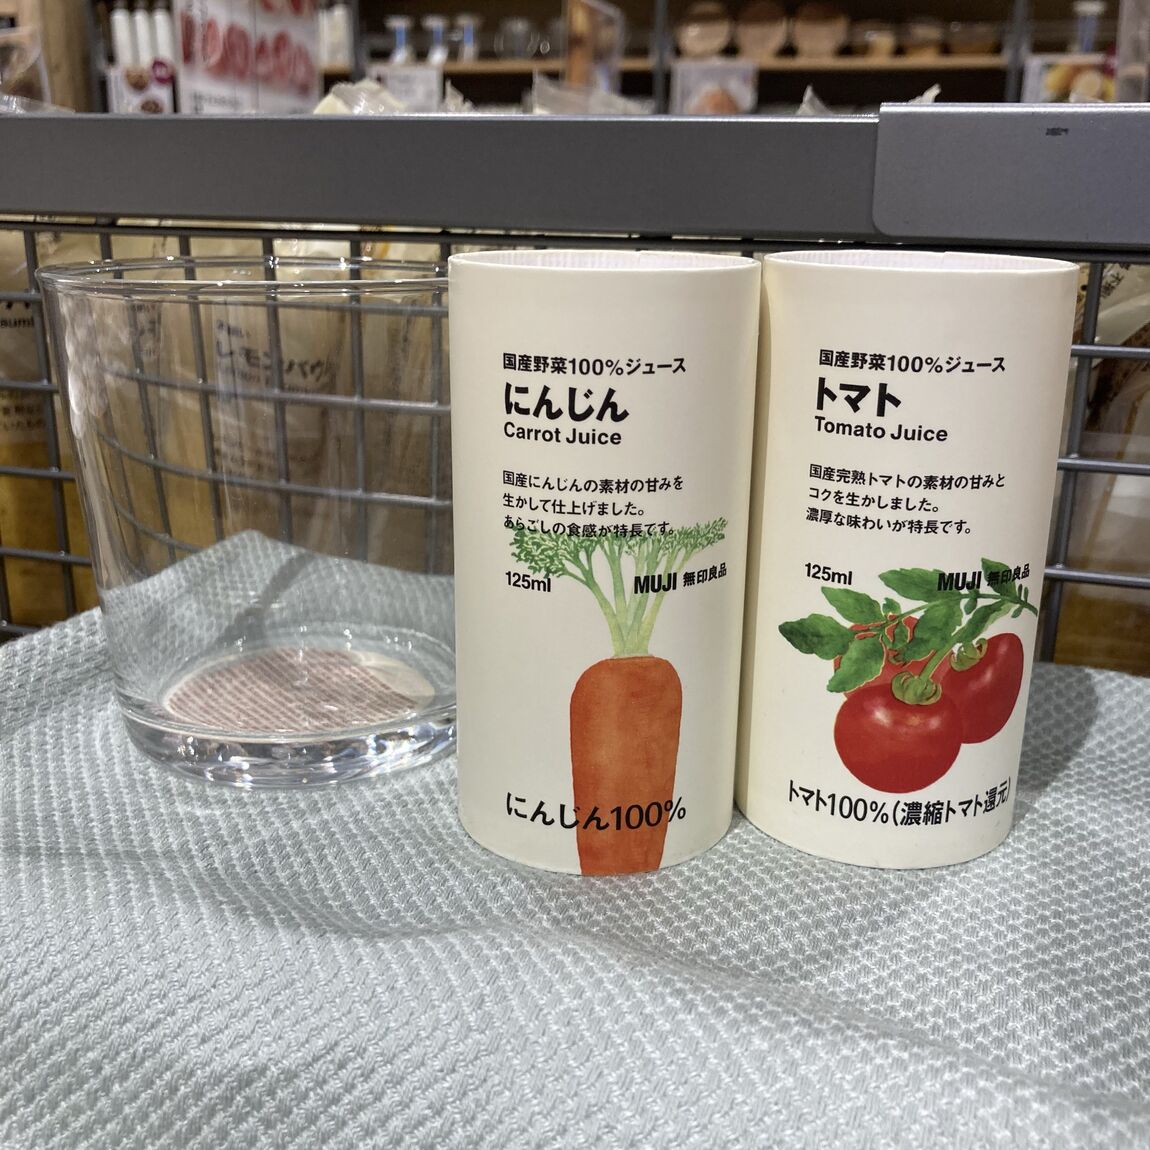 国産野菜100%ジュース
にんじん
Carrot Juice
国産にんじんの素材の甘みを
生かして仕上げました。
あらごしの食感が特長です。
125ml
MUJI 無印良品
にんじん100%
国産野菜100%ジュース
トマト
Tomato Juice
国産完熟トマトの素材の甘みと
コクを生かしました。
濃厚な味わいが特長です。
125ml
MUJI 無印良品
トマト100%(濃縮トマト還元)
レモンバウ